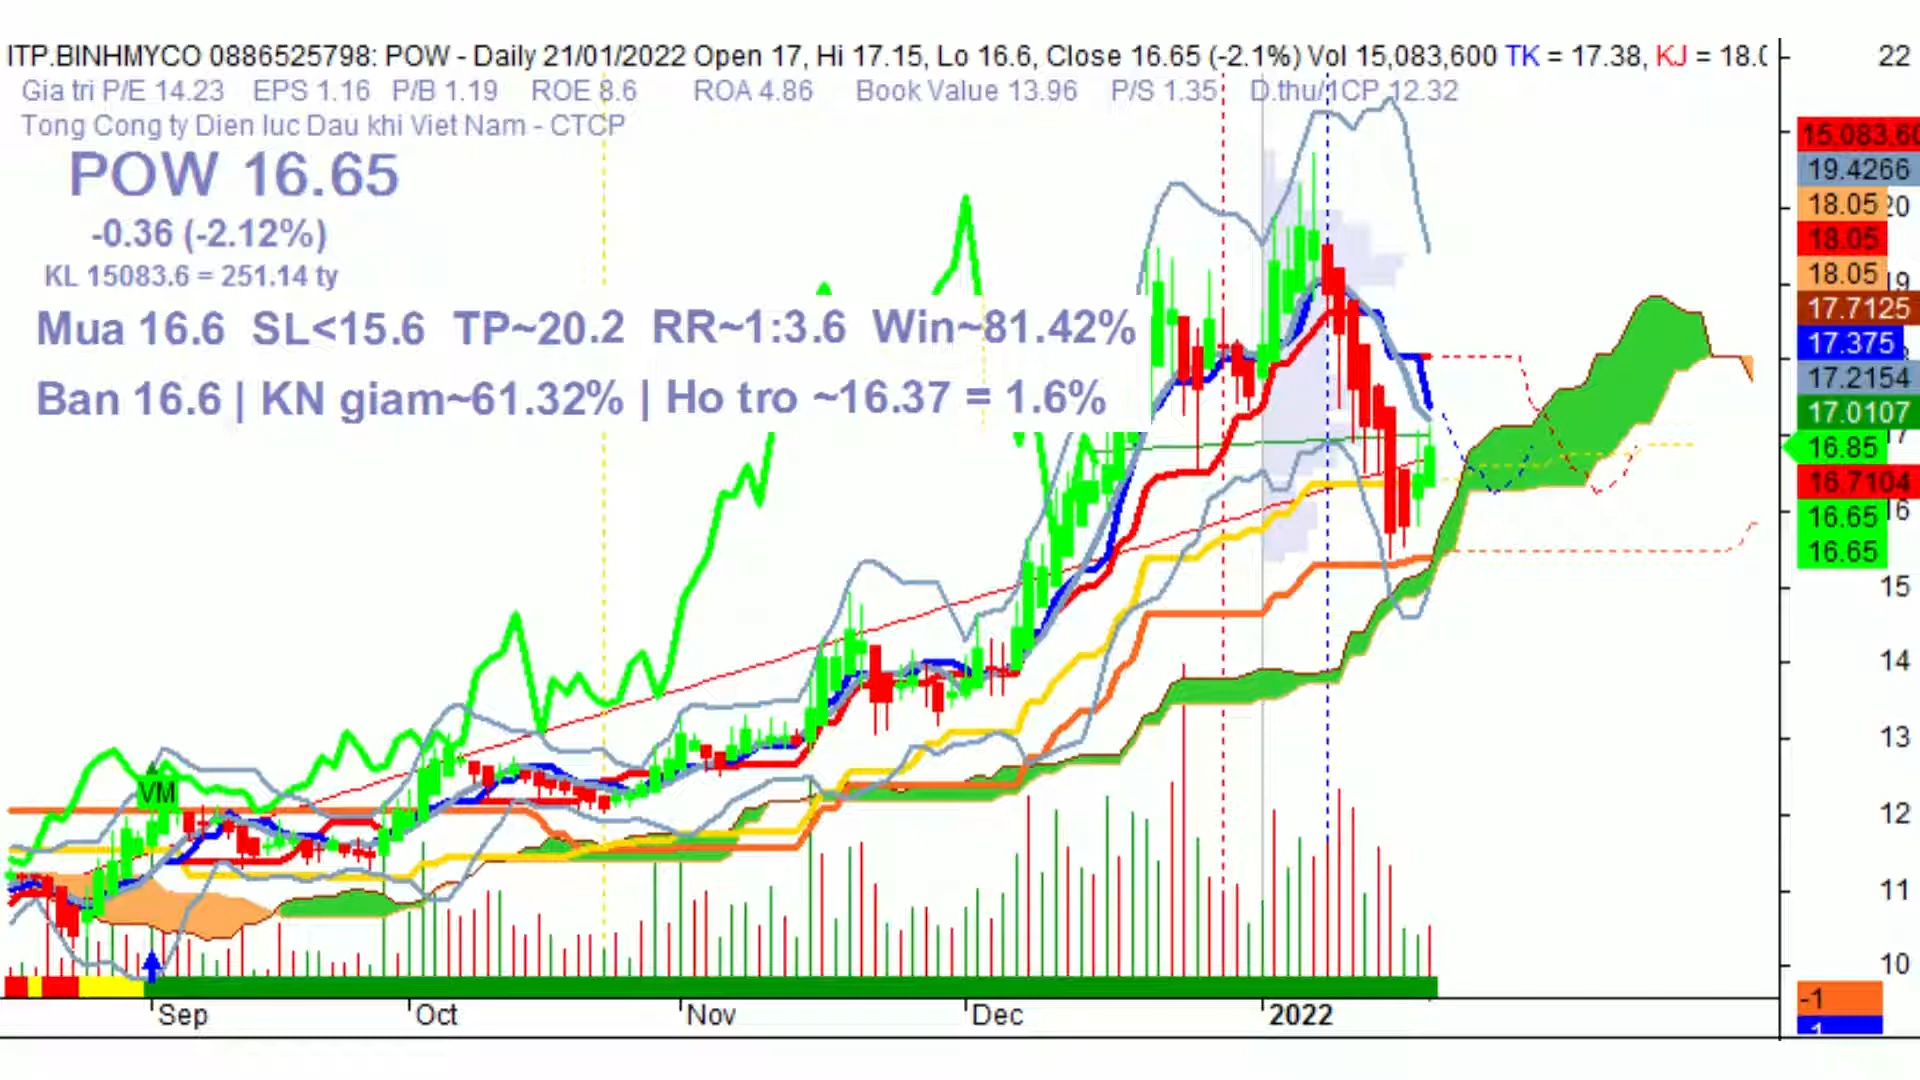 ITP.BINHMYCO 0886525798: POW - Daily 21/01/2022 Open 17, Hi 17.15, Lo 16.6, Close 16.65 (-2.1%) Vol 15,083,600 TK = 17.38, KJ = 18.0
Gia tri P/E 14.23 EPS 1.16 P/B 1.19 ROE 8.6 ROA 4.86 Book Value 13.96 P/S 1.35 D.thu/1CP 12.32
Tong Cong ty Dien luc Dau khi Viet Nam - CTCP
POW 16.65
-0.36 (-2.12%)
KL 15083.6 = 251.14 ty
Mua 16.6 SL<15.6 TP~20.2 RR~1:3.6 Win~81.42%
Ban 16.6 | KN giam~61.32% | Ho tro ~16.37 = 1.6%
VM
22
15,083,60
19.4266
18.05 20
18.05
18.05 19
17.7125
17.375
17.2154
17.0107
16.85 17
16.7104
16.65 16
16.65
15
14
13
12
11
10
-1
1
Sep Oct Nov Dec 2022